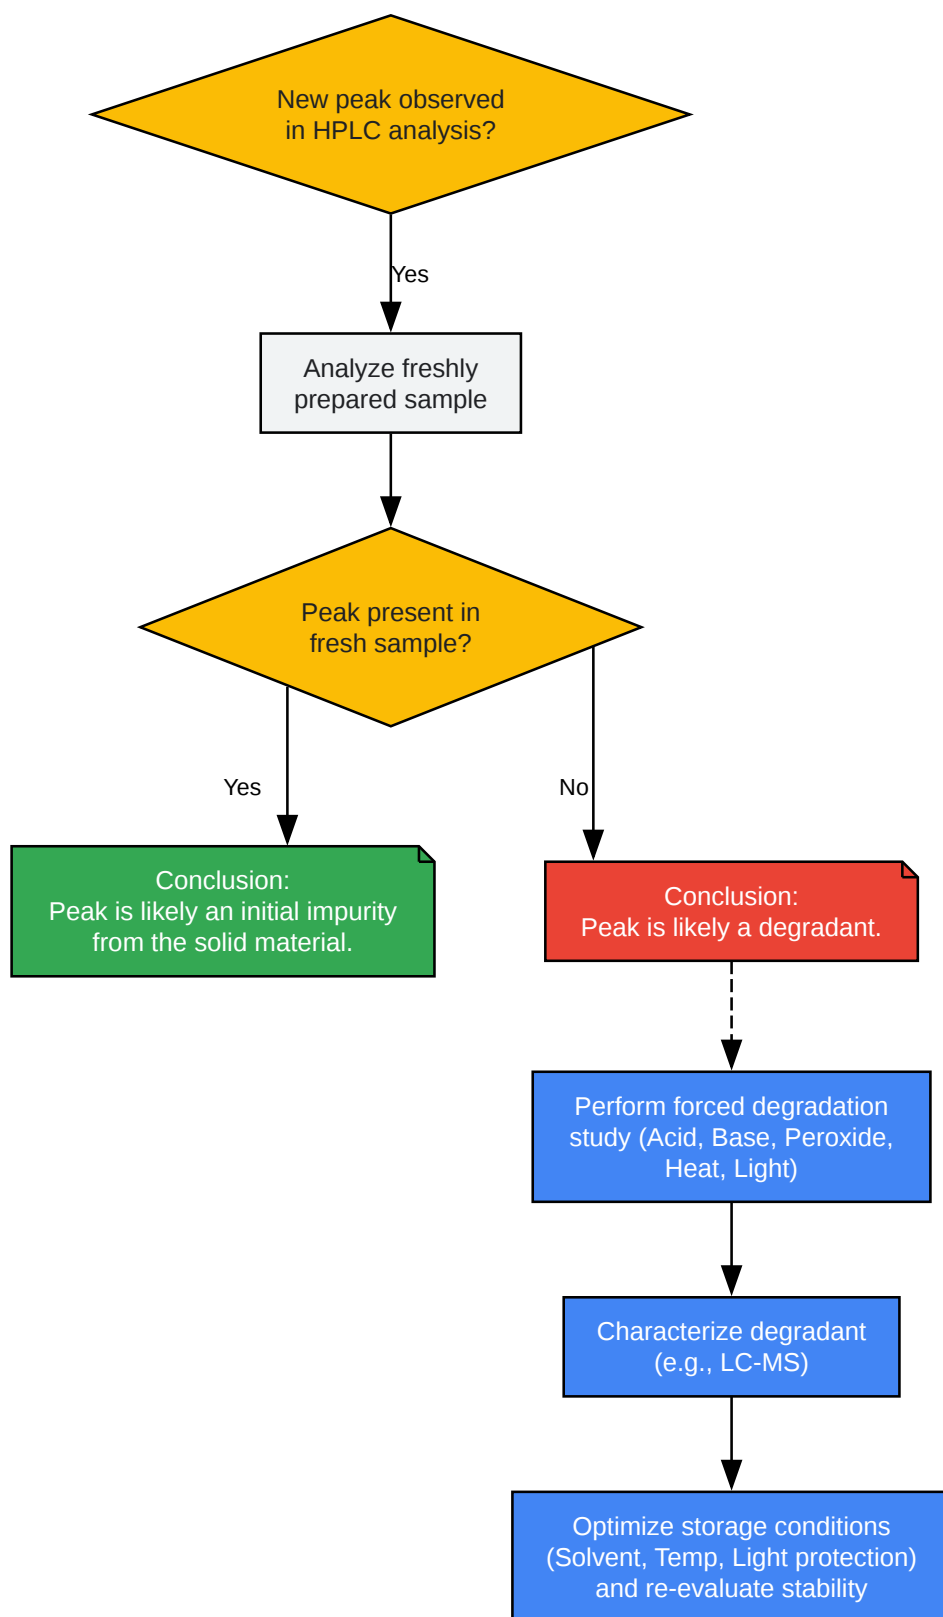 New peak observed
in HPLC analysis?
Yes
Analyze freshly
prepared sample
Peak present in
fresh sample?
Yes
No
Conclusion:
Peak is likely an initial impurity
from the solid material.
Conclusion:
Peak is likely a degradant.
Perform forced degradation
study (Acid, Base, Peroxide,
Heat, Light)
Characterize degradant
(e.g., LC-MS)
Optimize storage conditions
(Solvent, Temp, Light protection)
and re-evaluate stability